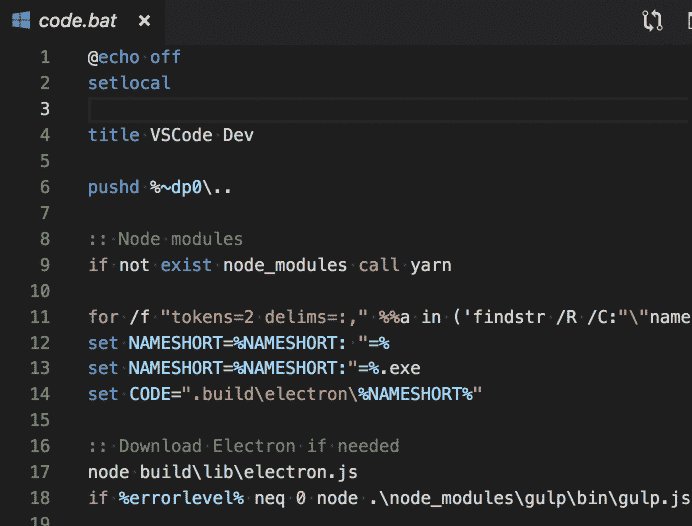 code.bat ×
1 @echo off
2 setlocal
3
4 title VSCode Dev
5
6 pushd %~dp0\..
7
8 :: Node modules
9 if not exist node_modules call yarn
10
11 for /f "tokens=2 delims=:," %%a in ('findstr /R /C:"\"name
12 set NAMESHORT=%NAMESHORT: "=%
13 set NAMESHORT=%NAMESHORT:"=%.exe
14 set CODE=".build\electron\%NAMESHORT%"
15
16 :: Download Electron if needed
17 node build\lib\electron.js
18 if %errorlevel% neq 0 node .\node_modules\gulp\bin\gulp.js
19